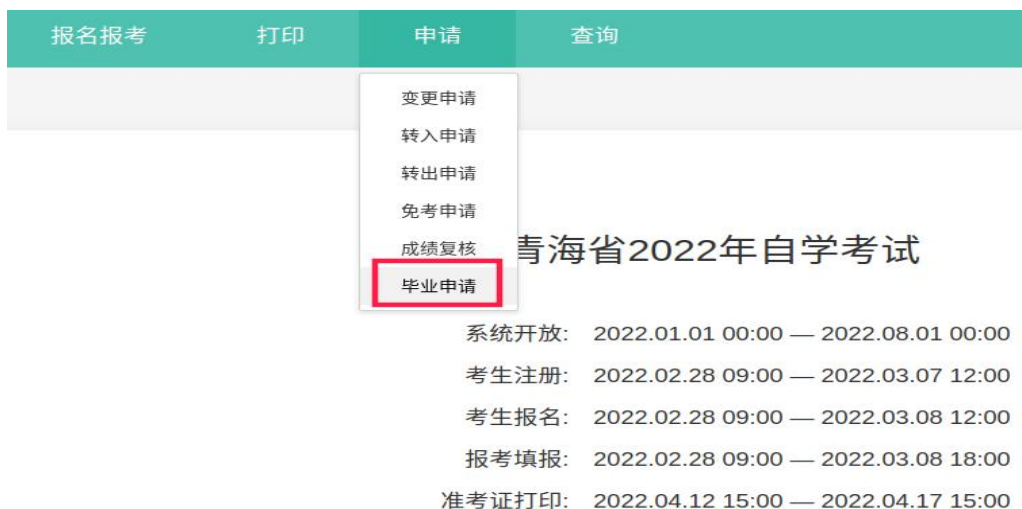 报名报考 打印 申请 查询
变更申请
转入申请
转出申请
免考申请
成绩复核
毕业申请
青海省2022年自学考试
系统开放: 2022.01.01 00:00 — 2022.08.01 00:00
考生注册: 2022.02.28 09:00 — 2022.03.07 12:00
考生报名: 2022.02.28 09:00 — 2022.03.08 12:00
报考填报: 2022.02.28 09:00 — 2022.03.08 18:00
准考证打印: 2022.04.12 15:00 — 2022.04.17 15:00